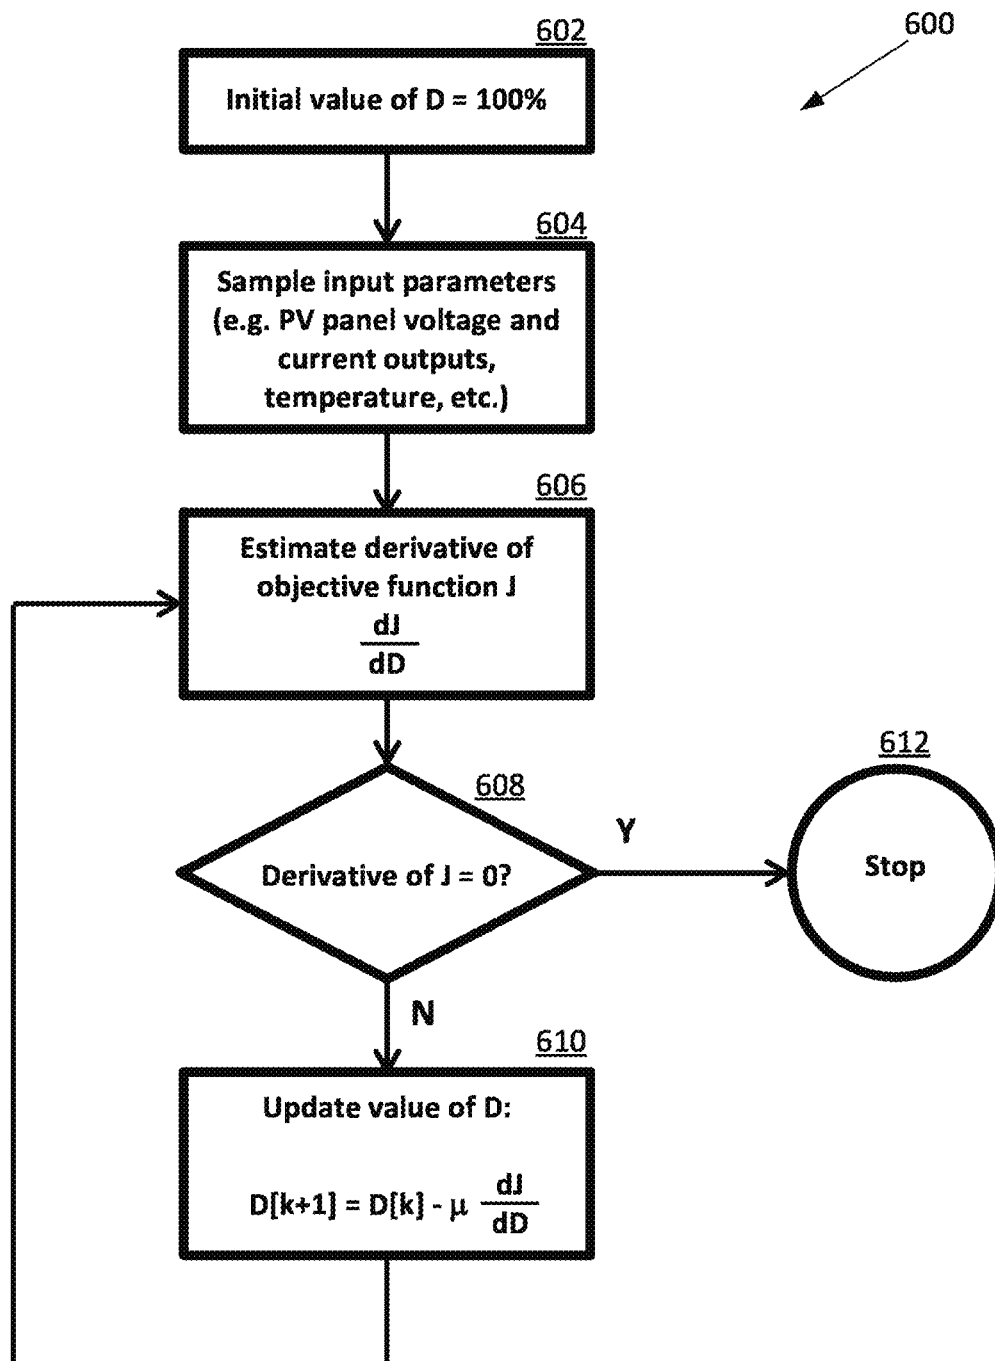 600
602
Initial value of D = 100%
604
Sample input parameters
(e.g. PV panel voltage and
current outputs,
temperature, etc.)
606
Estimate derivative of
objective function J
dJ
dD
608
Derivative of J = 0?
Y
612
Stop
N
610
Update value of D:
D[k+1] = D[k] - μ dJ
dD